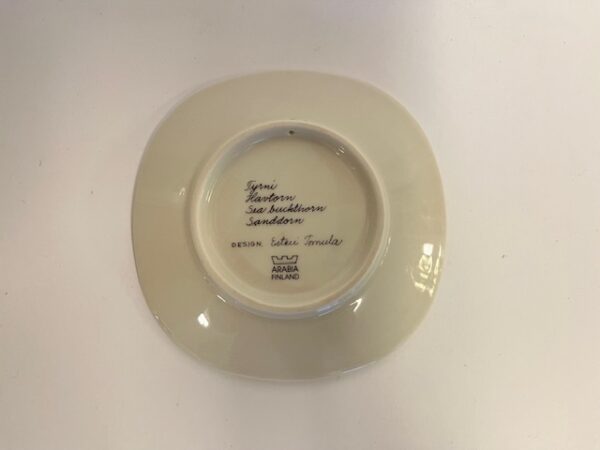 Tyrni
Havtorn
Sea buckthorn
Sanddorn
DESIGN. Esteri Tomula
ARABIA
FINLAND